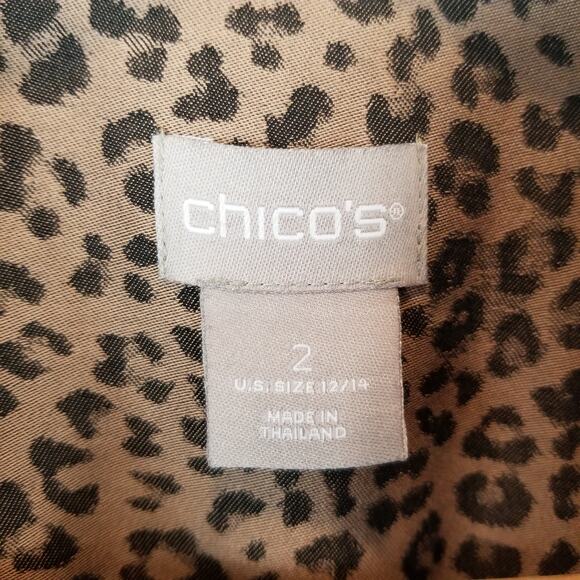 chico's®
2
U.S. SIZE 12/14
MADE IN
THAILAND